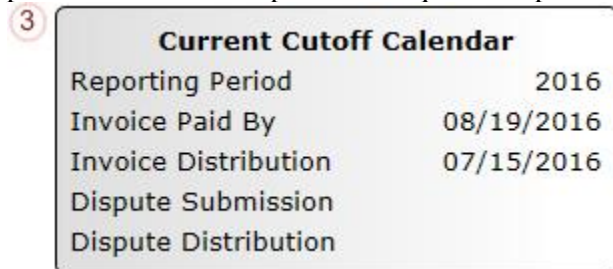 3
Current Cutoff Calendar
Reporting Period 2016
Invoice Paid By 08/19/2016
Invoice Distribution 07/15/2016
Dispute Submission
Dispute Distribution